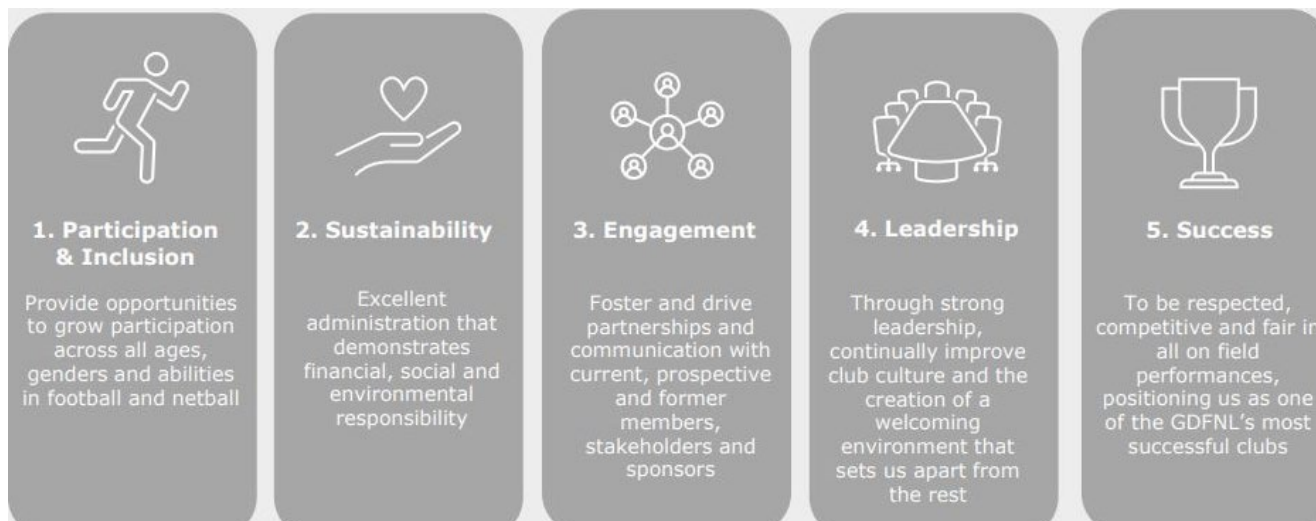 1. Participation
& Inclusion
Provide opportunities
to grow participation
across all ages,
genders and abilities
in football and netball
2. Sustainability
Excellent
administration that
demonstrates
financial, social and
environmental
responsibility
3. Engagement
Foster and drive
partnerships and
communication with
current, prospective
and former
members,
stakeholders and
sponsors
4. Leadership
Through strong
leadership,
continually improve
club culture and the
creation of a
welcoming
environment that
sets us apart from
the rest
5. Success
To be respected,
competitive and fair in
all on field
performances,
positioning us as one
of the GDFNL's most
successful clubs